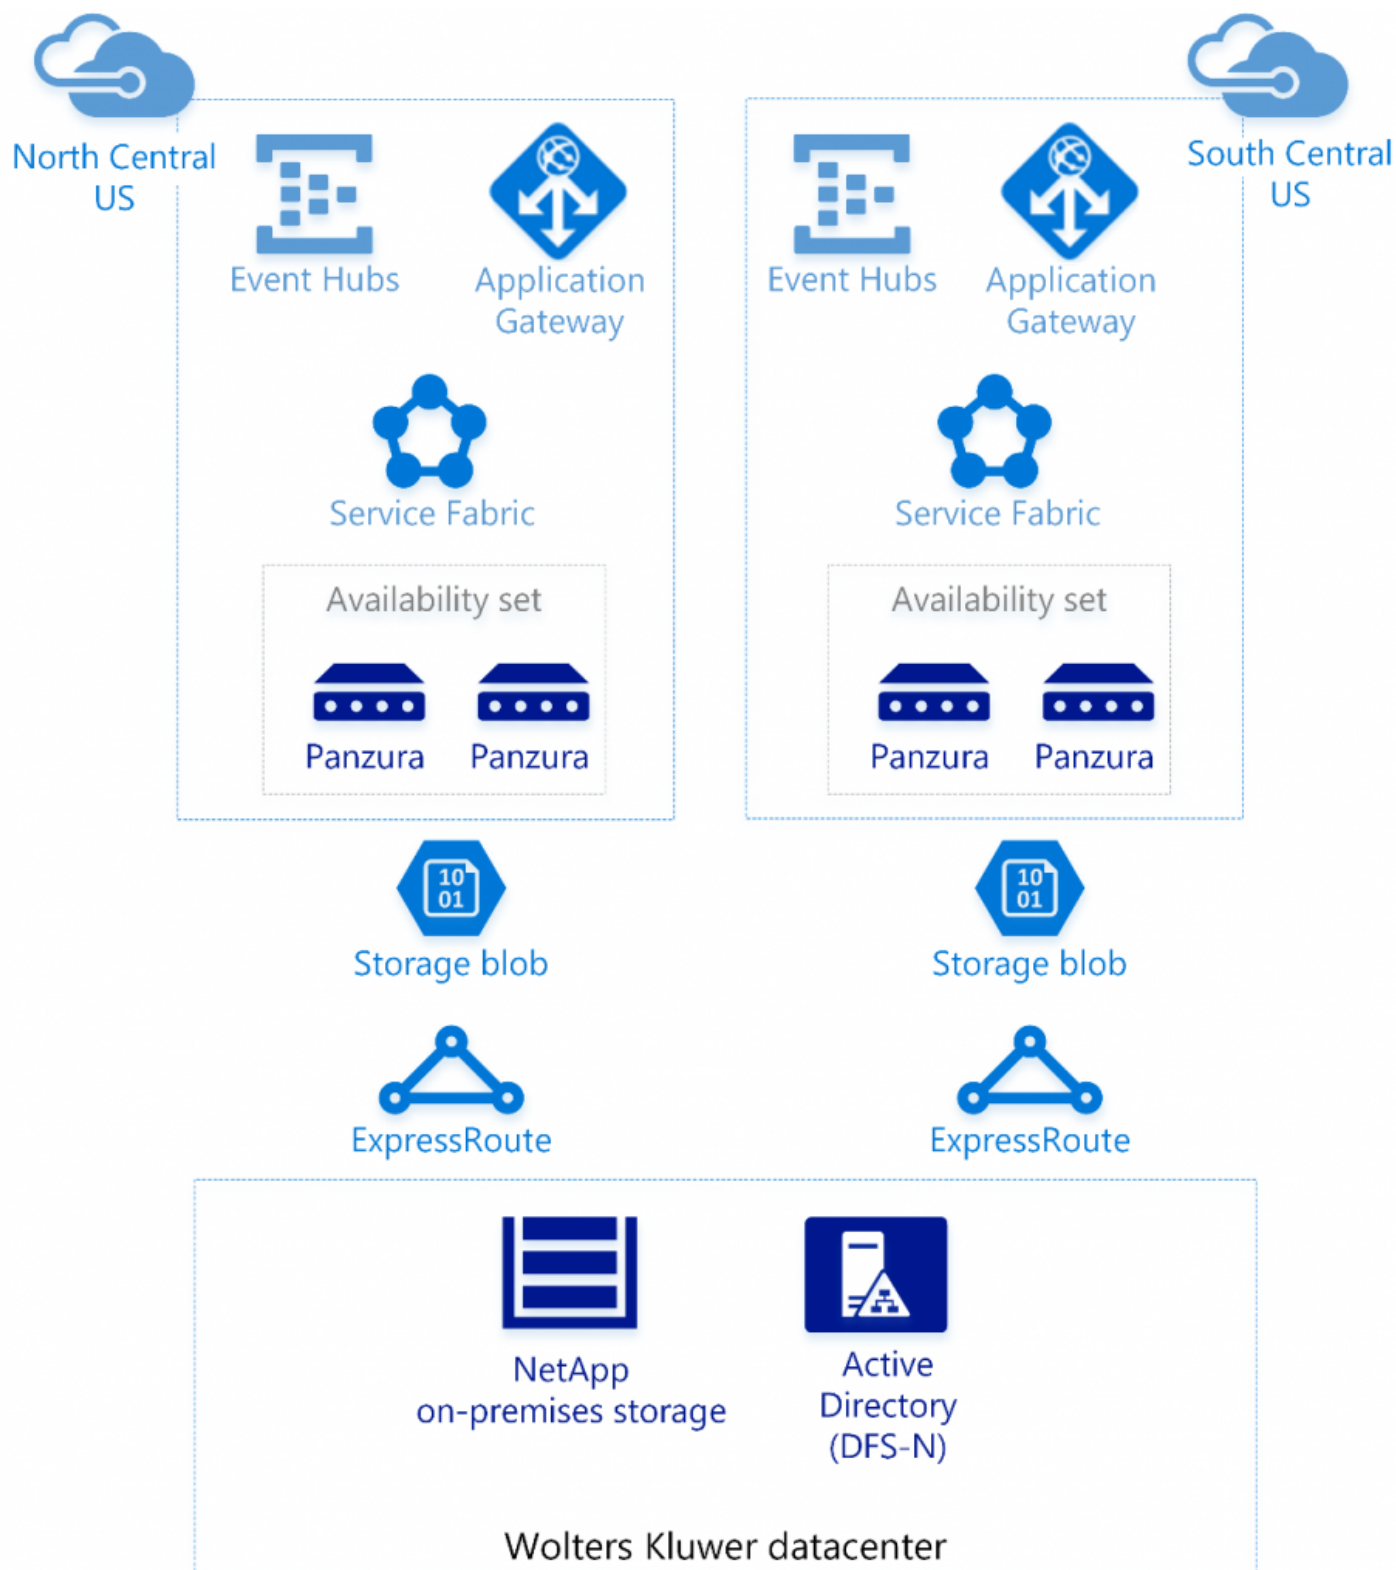 North Central
US
Event Hubs
Application
Gateway
Service Fabric
Availability set
Panzura
Panzura
South Central
US
Event Hubs
Application
Gateway
Service Fabric
Availability set
Panzura
Panzura
10
01
Storage blob
10
01
Storage blob
ExpressRoute
ExpressRoute
NetApp
on-premises storage
Active
Directory
(DFS-N)
Wolters Kluwer datacenter